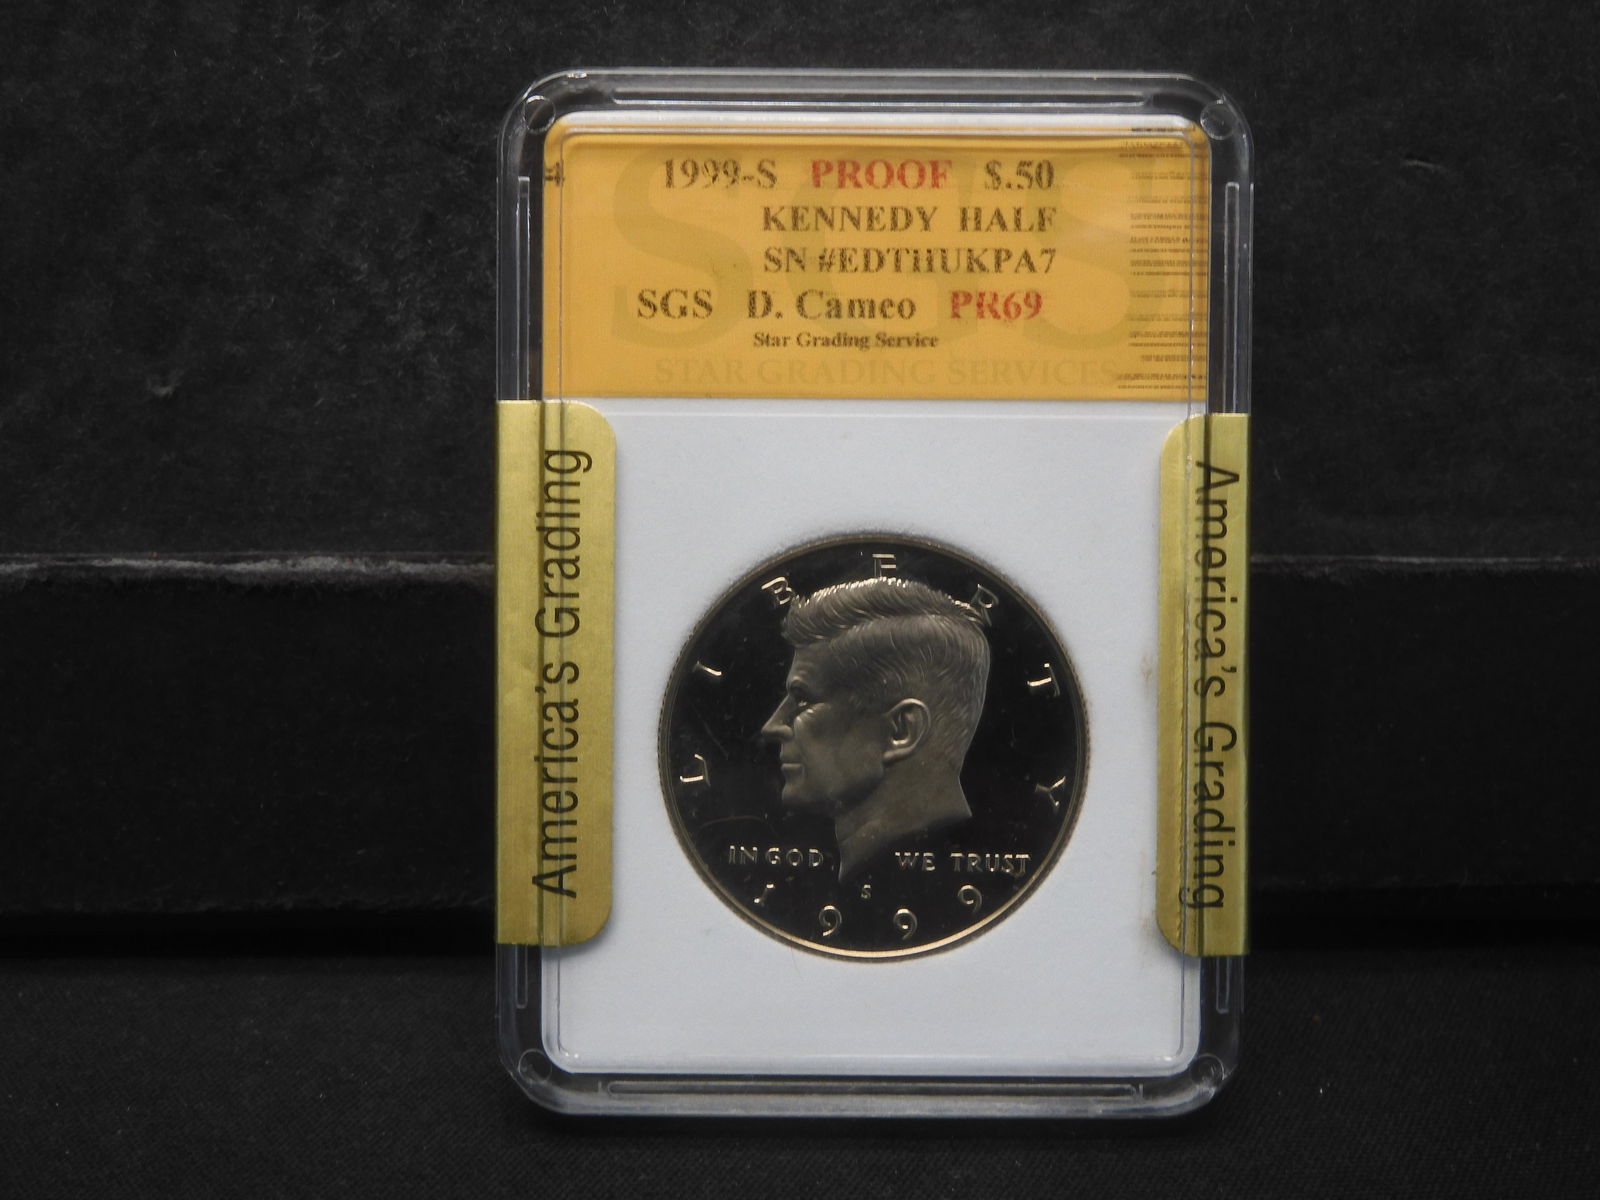 1999-S PROOF $.50
KENNEDY HALF
SN #EDTHUKPA7
SGS D. Cameo PR69
Star Grading Service
SGS
STAR GRADING SERVICES
America's Grading
America's Grading
LIBERTY
IN GOD WE TRUST
S
1999